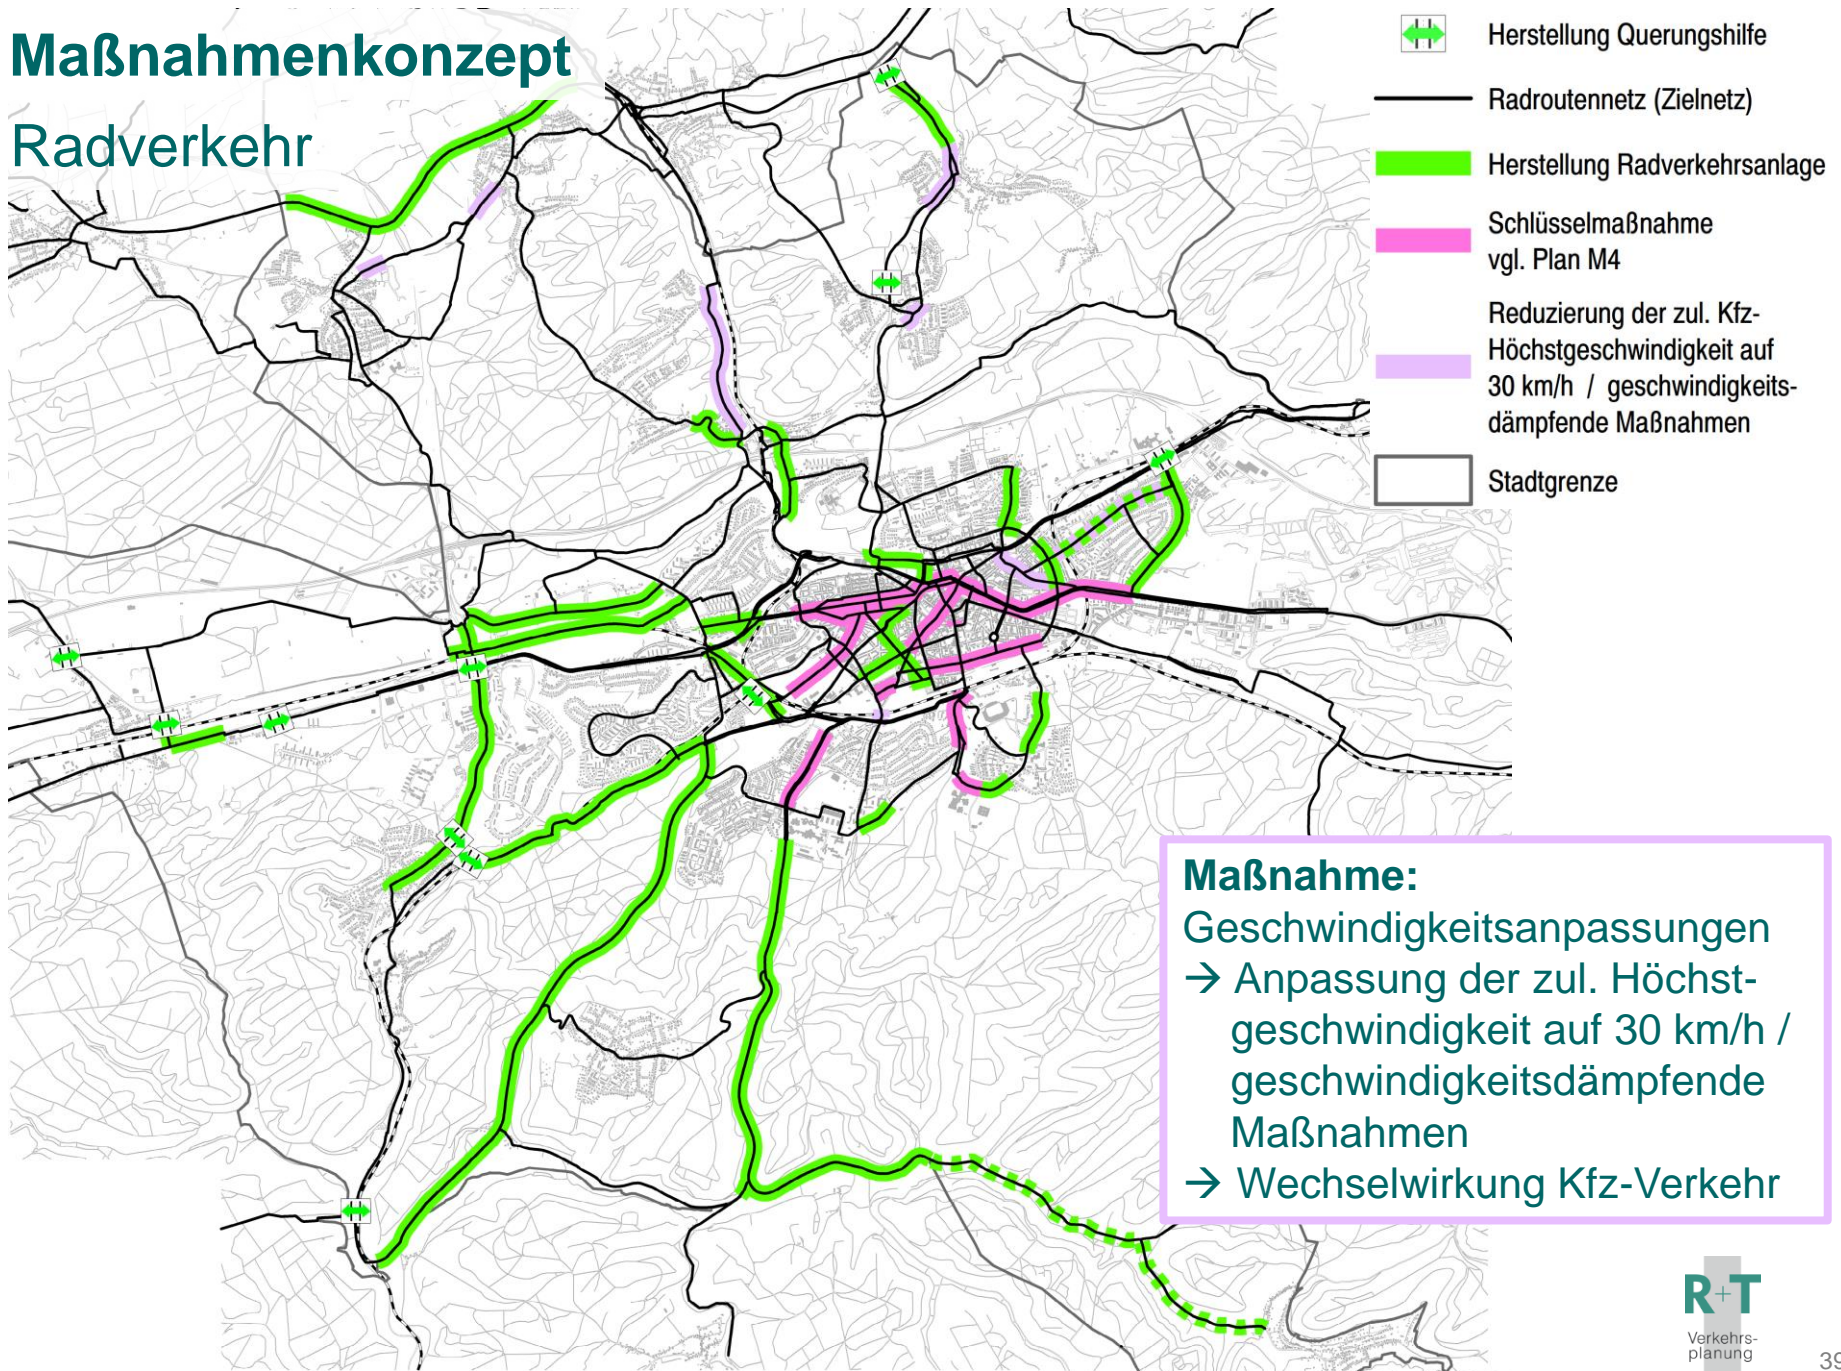 Maßnahmenkonzept
Radverkehr
Herstellung Querungshilfe
Radroutennetz (Zielnetz)
Herstellung Radverkehrsanlage
Schlüsselmaßnahme
vgl. Plan M4
Reduzierung der zul. Kfz-
Höchstgeschwindigkeit auf
30 km/h / geschwindigkeits-
dämpfende Maßnahmen
Stadtgrenze
Maßnahme:
Geschwindigkeitsanpassungen
→ Anpassung der zul. Höchst-
geschwindigkeit auf 30 km/h /
geschwindigkeitsdämpfende
Maßnahmen
→ Wechselwirkung Kfz-Verkehr
R+T
Verkehrs-
planung
39